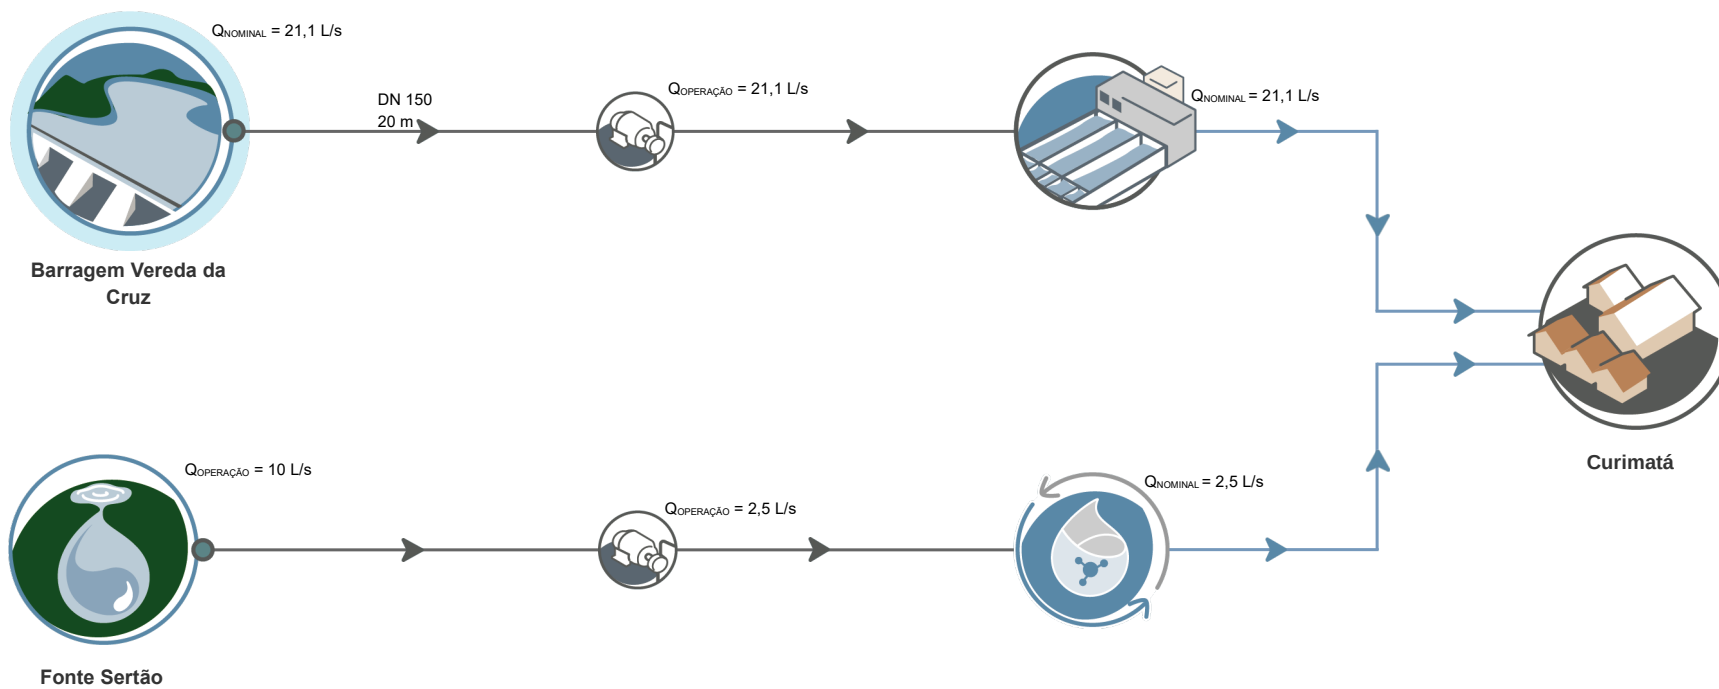 QNOMINAL = 21,1 L/s
DN 150
20 m
QOPERAÇÃO = 21,1 L/s
QNOMINAL = 21,1 L/s
Barragem Vereda da
Cruz
QOPERAÇÃO = 10 L/s
QOPERAÇÃO = 2,5 L/s
QNOMINAL = 2,5 L/s
Curimatá
Fonte Sertão